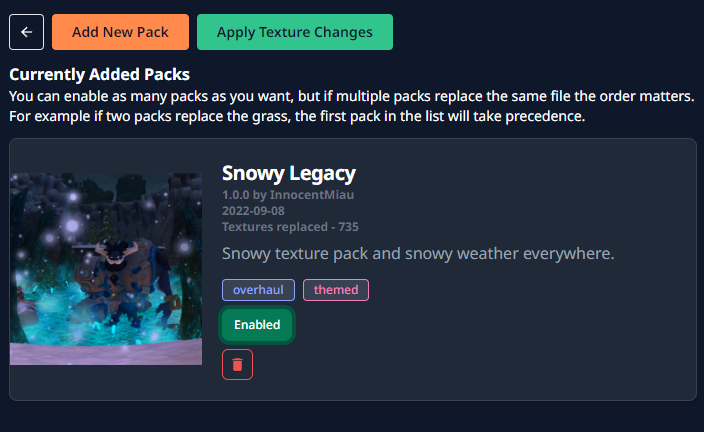 Add New Pack
Apply Texture Changes
Currently Added Packs
You can enable as many packs as you want, but if multiple packs replace the same file the order matters.
For example if two packs replace the grass, the first pack in the list will take precedence.
Snowy Legacy
1.0.0 by InnocentMiau
2022-09-08
Textures replaced - 735
Snowy texture pack and snowy weather everywhere.
overhaul
themed
Enabled